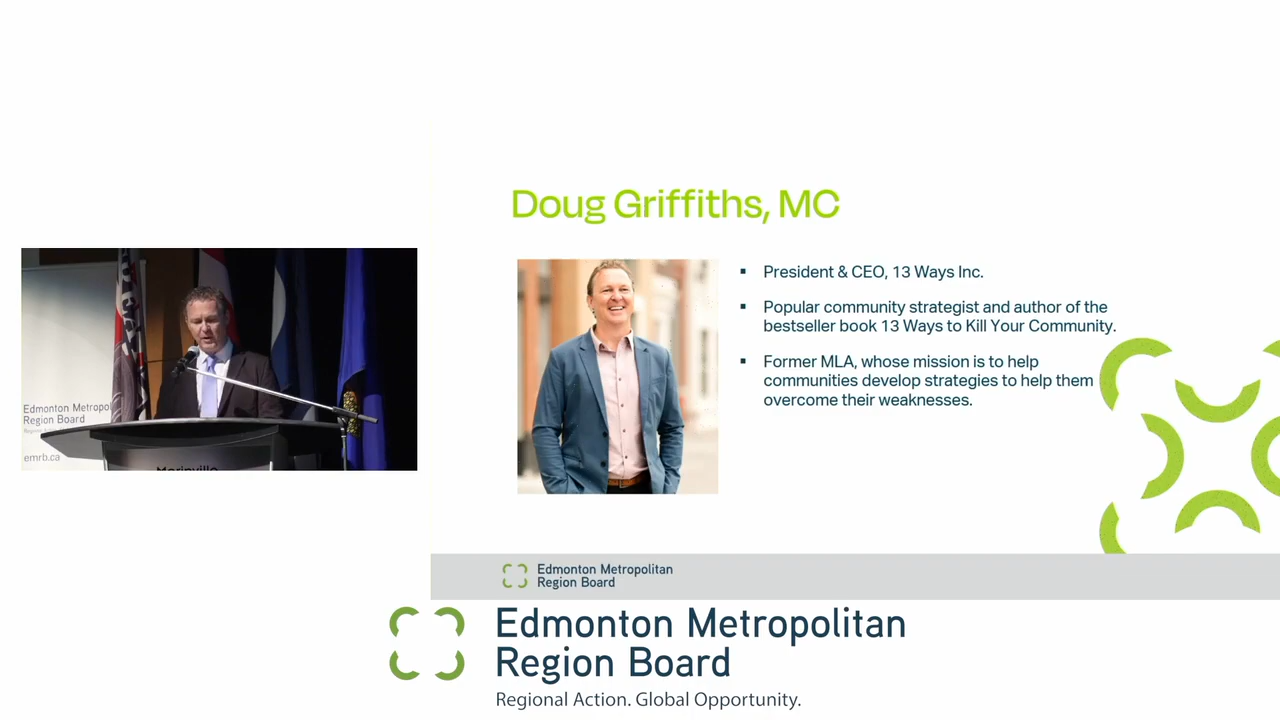 Doug Griffiths, MC
▪ President & CEO, 13 Ways Inc.
▪ Popular community strategist and author of the
bestseller book 13 Ways to Kill Your Community.
▪ Former MLA, whose mission is to help
communities develop strategies to help them
overcome their weaknesses.
Edmonton Metropol
Region Board
emrb.ca
Morinville
Edmonton Metropolitan
Region Board
Edmonton Metropolitan
Region Board
Regional Action. Global Opportunity.